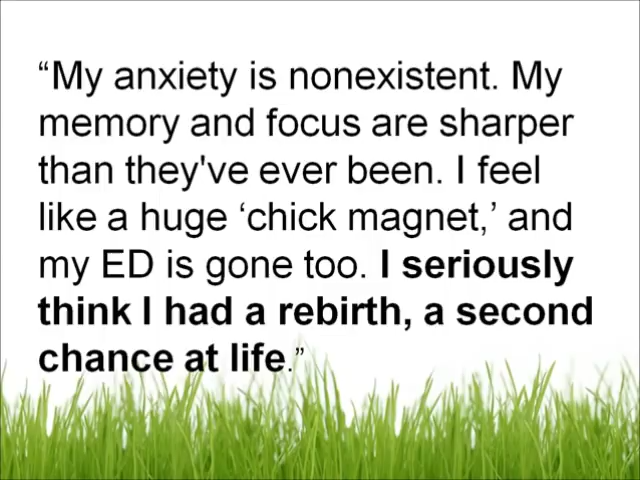 “My anxiety is nonexistent. My
memory and focus are sharper
than they've ever been. I feel
like a huge ‘chick magnet,’ and
my ED is gone too. I seriously
think I had a rebirth, a second
chance at life.”